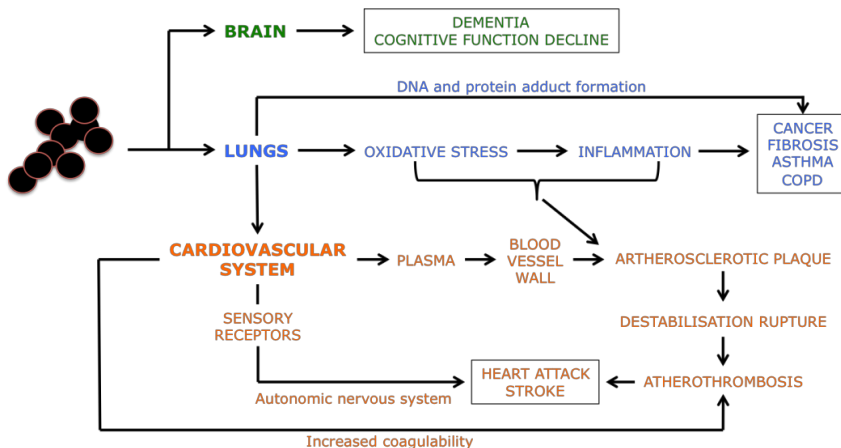 BRAIN
DEMENTIA
COGNITIVE FUNCTION DECLINE
DNA and protein adduct formation
LUNGS
OXIDATIVE STRESS
INFLAMMATION
CANCER
FIBROSIS
ASTHMA
COPD
CARDIOVASCULAR
SYSTEM
PLASMA
BLOOD
VESSEL
WALL
ARTHEROSCLEROTIC PLAQUE
SENSORY
RECEPTORS
DESTABILISATION RUPTURE
Autonomic nervous system
HEART ATTACK
STROKE
ATHEROTHROMBOSIS
Increased coagulability